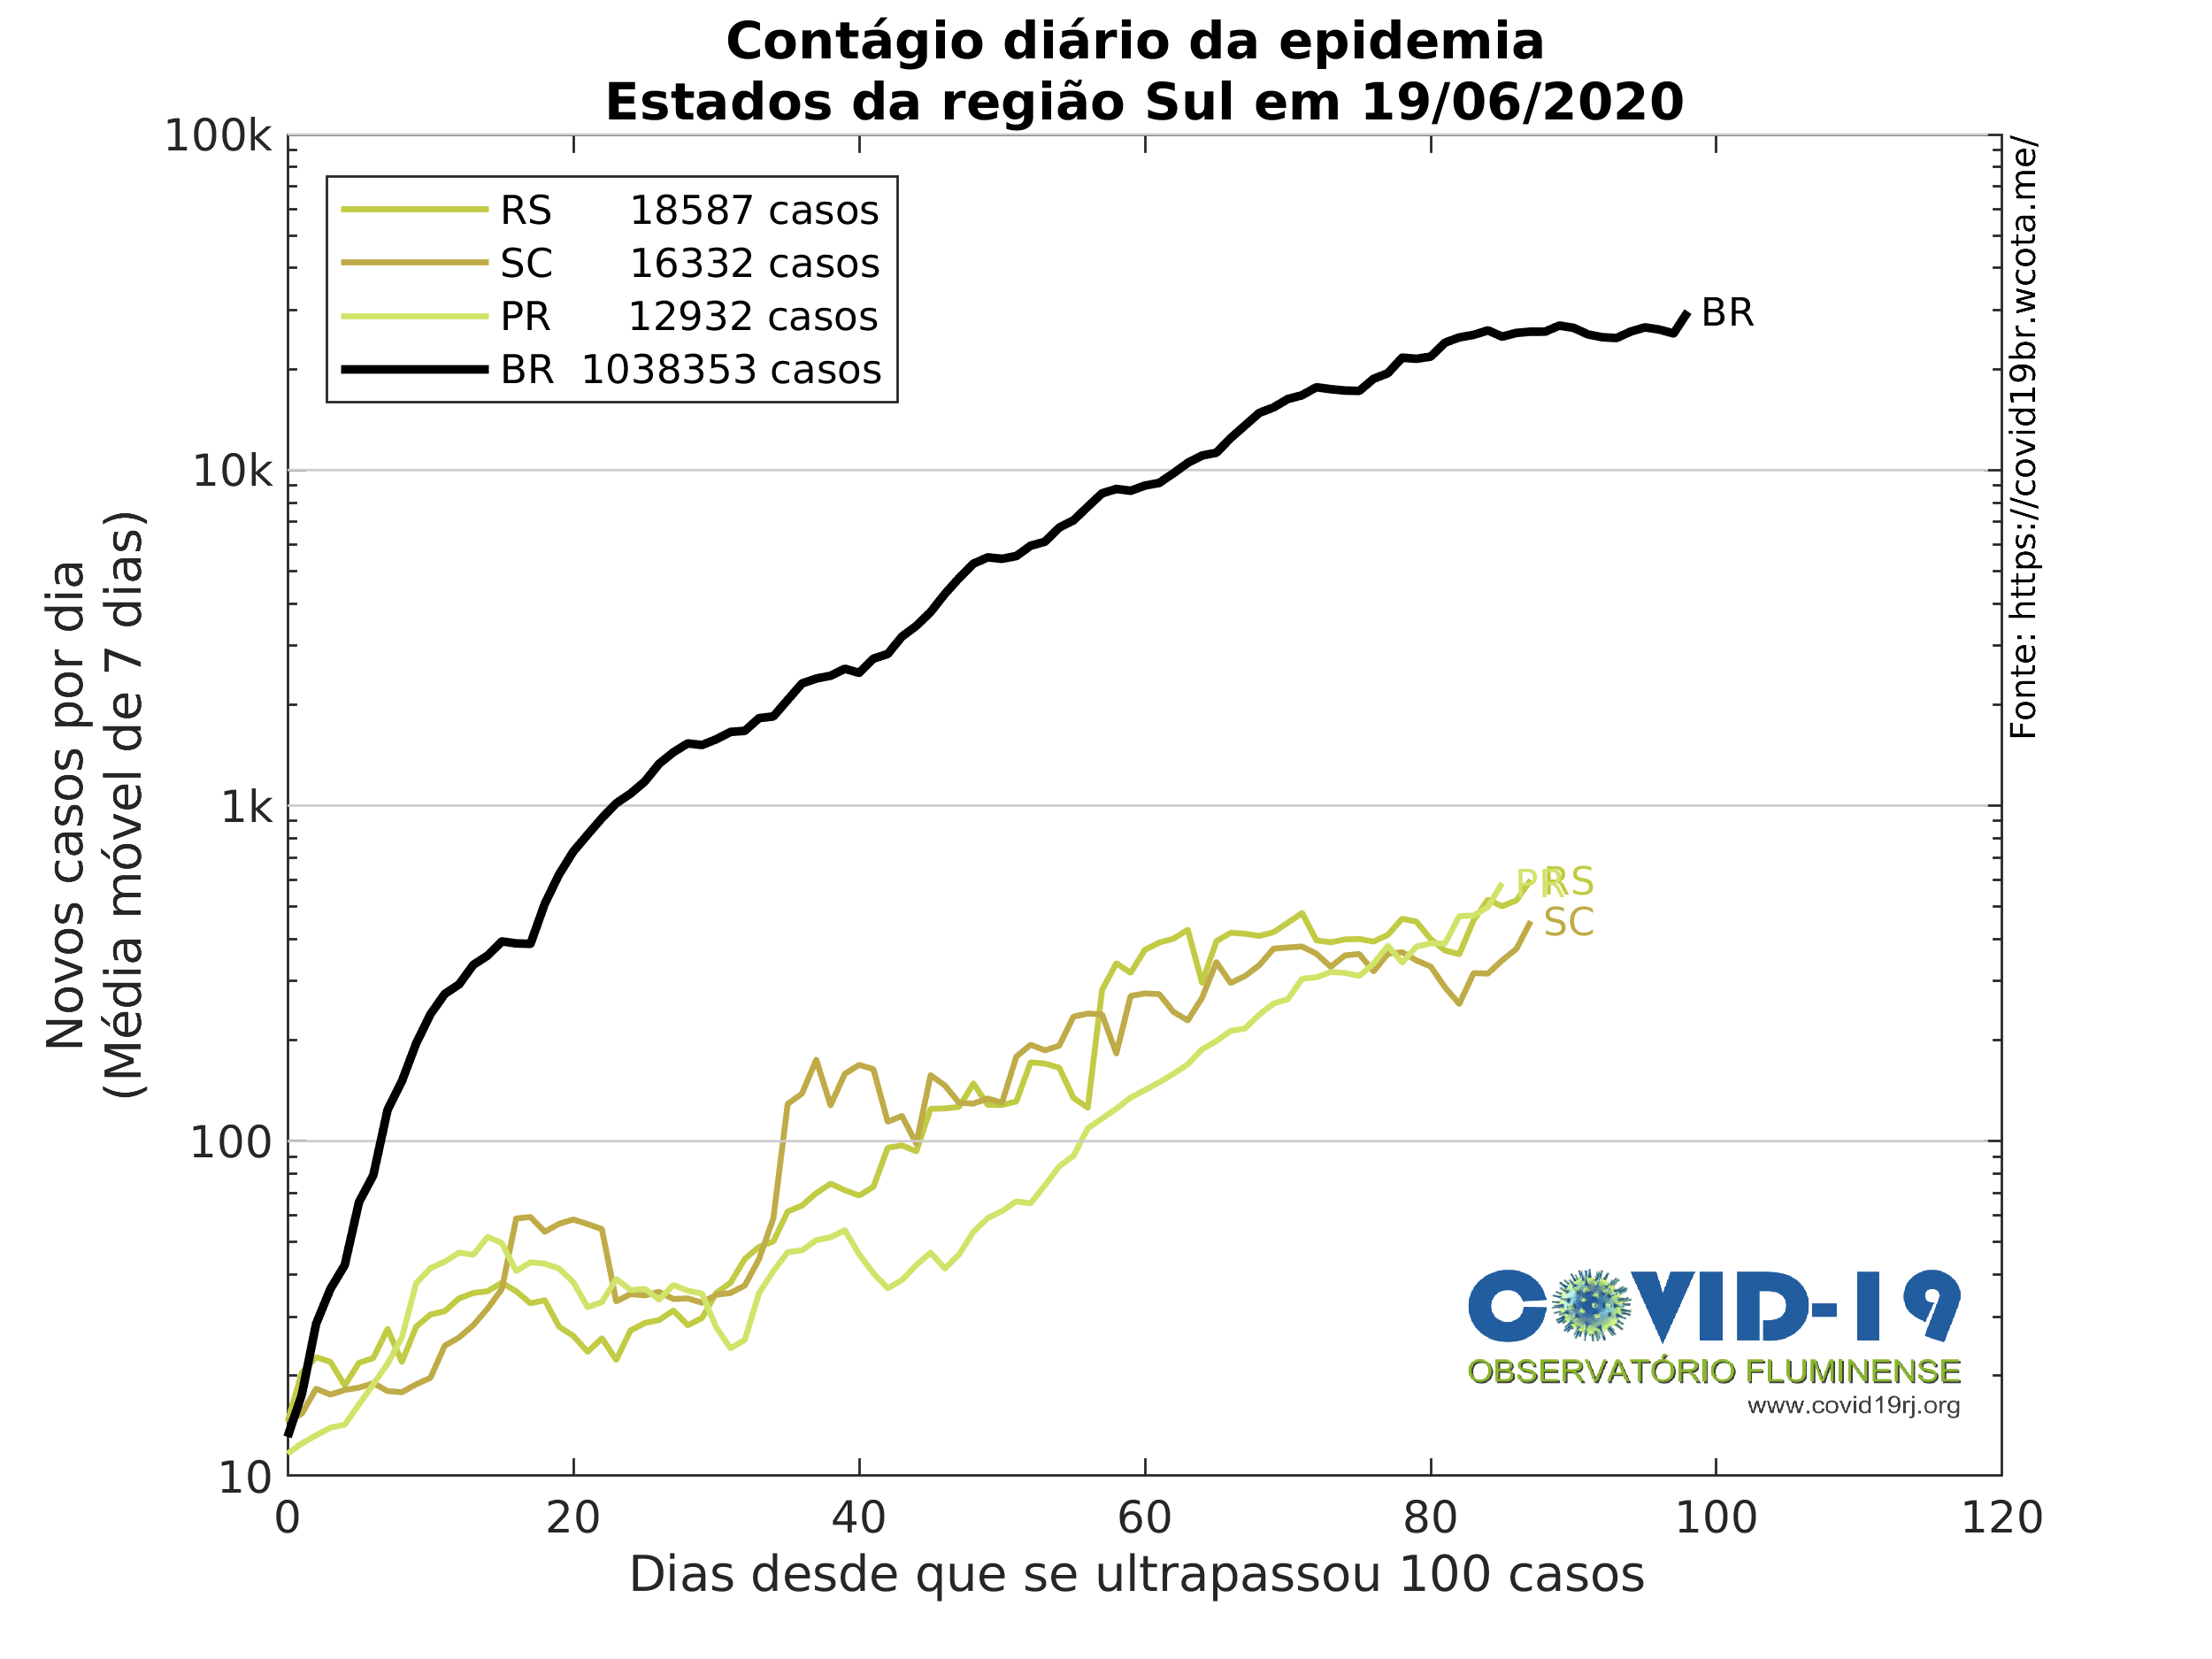 Contágio diário da epidemia
Estados da região Sul em 19/06/2020
100k
10k
1k
100
10
RS 18587 casos
SC 16332 casos
PR 12932 casos
BR 1038353 casos
BR
PR
RS
SC
Novos casos por dia
(Média móvel de 7 dias)
Fonte: https://covid19br.wcota.me/
COVID-19
OBSERVATÓRIO FLUMINENSE
www.covid19rj.org
0 20 40 60 80 100 120
Dias desde que se ultrapassou 100 casos